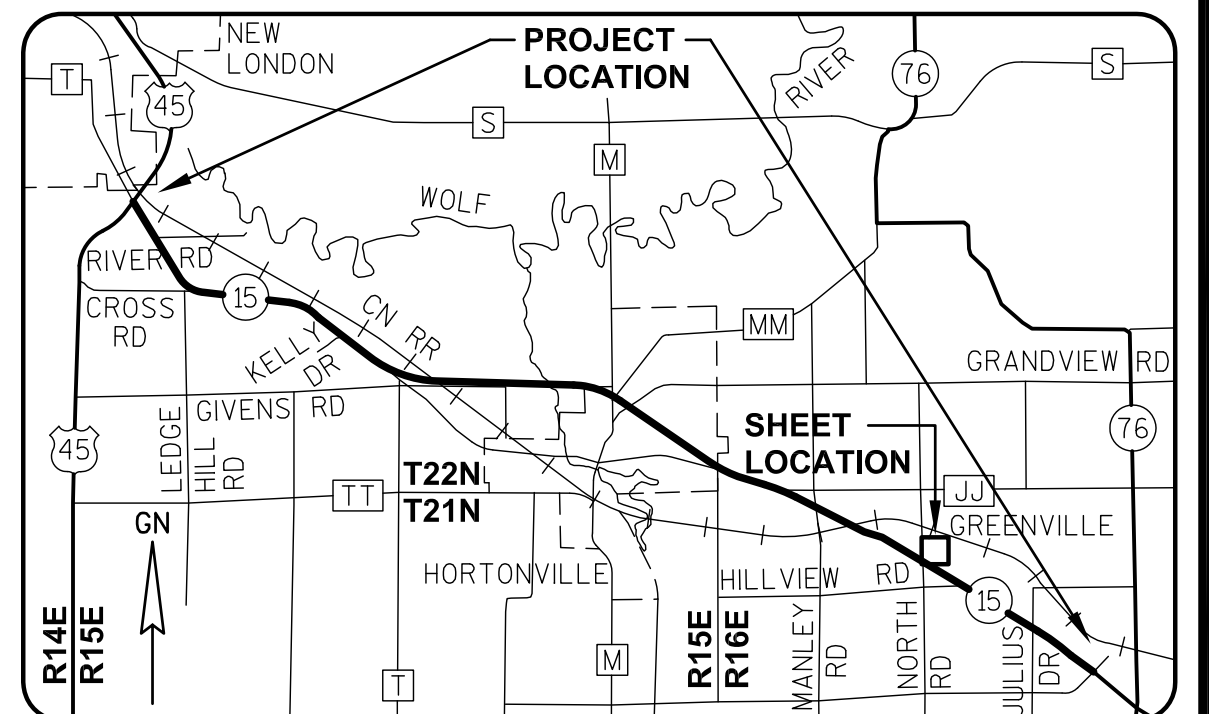 NEW
LONDON
PROJECT
LOCATION
76
S
T
45
S
RIVER
M
WOLF
RIVER RD
15
CROSS
RD
CN RR
KELLY
DR
MM
GRANDVIEW RD
GIVENS RD
LEDGE
HILL
RD
45
SHEET
LOCATION
76
T22N
T21N
TT
JJ
GREENVILLE
GN
HORTONVILLE
HILLVIEW RD
15
R14E
R15E
R15E
R16E
MANLEY
RD
NORTH
RD
JULIUS
DR
M
T